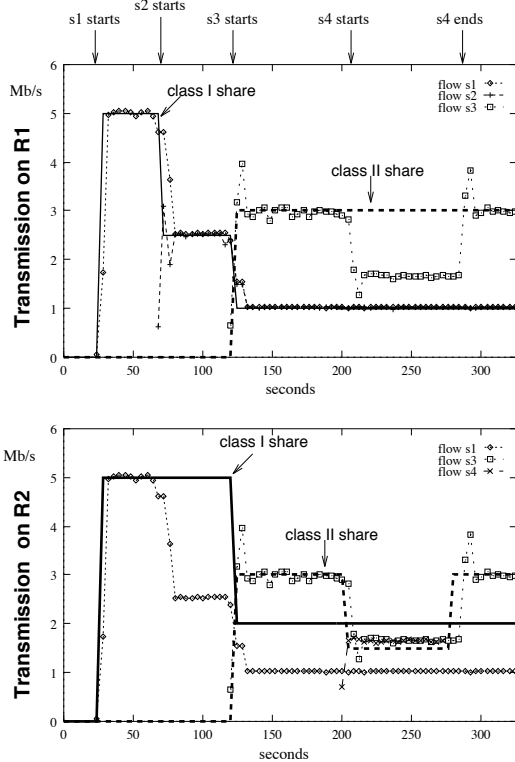 s1 starts
s2 starts
s3 starts
s4 starts
s4 ends
Mb/s
6
5
4
3
2
1
0
class I share
flow s1
flow s2
flow s3
class II share
Transmission on R1
0
50
100
150
200
250
300
seconds
Mb/s
6
5
4
3
2
1
0
class I share
flow s1
flow s3
flow s4
class II share
Transmission on R2
0
50
100
150
200
250
300
seconds